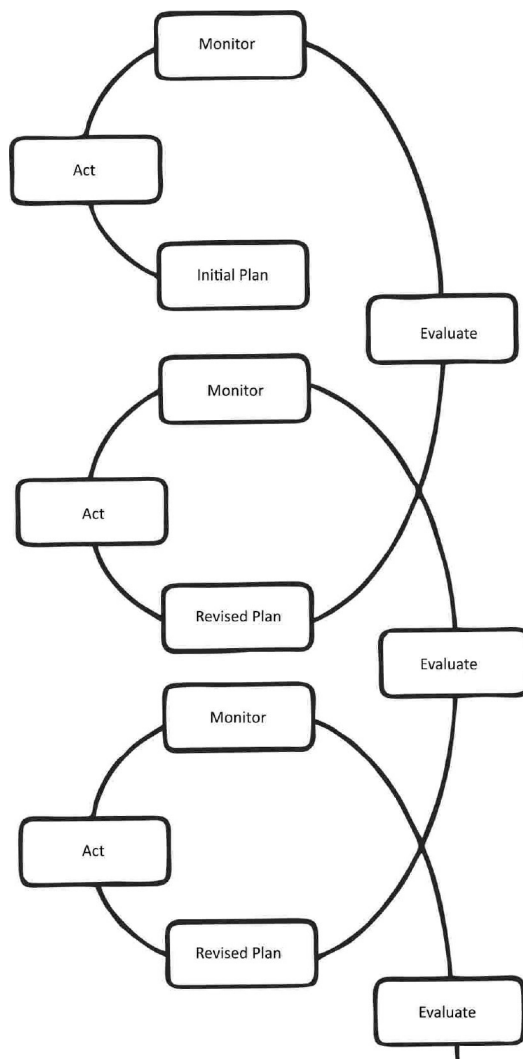 Monitor
Act
Initial Plan
Evaluate
Monitor
Act
Revised Plan
Evaluate
Monitor
Act
Revised Plan
Evaluate